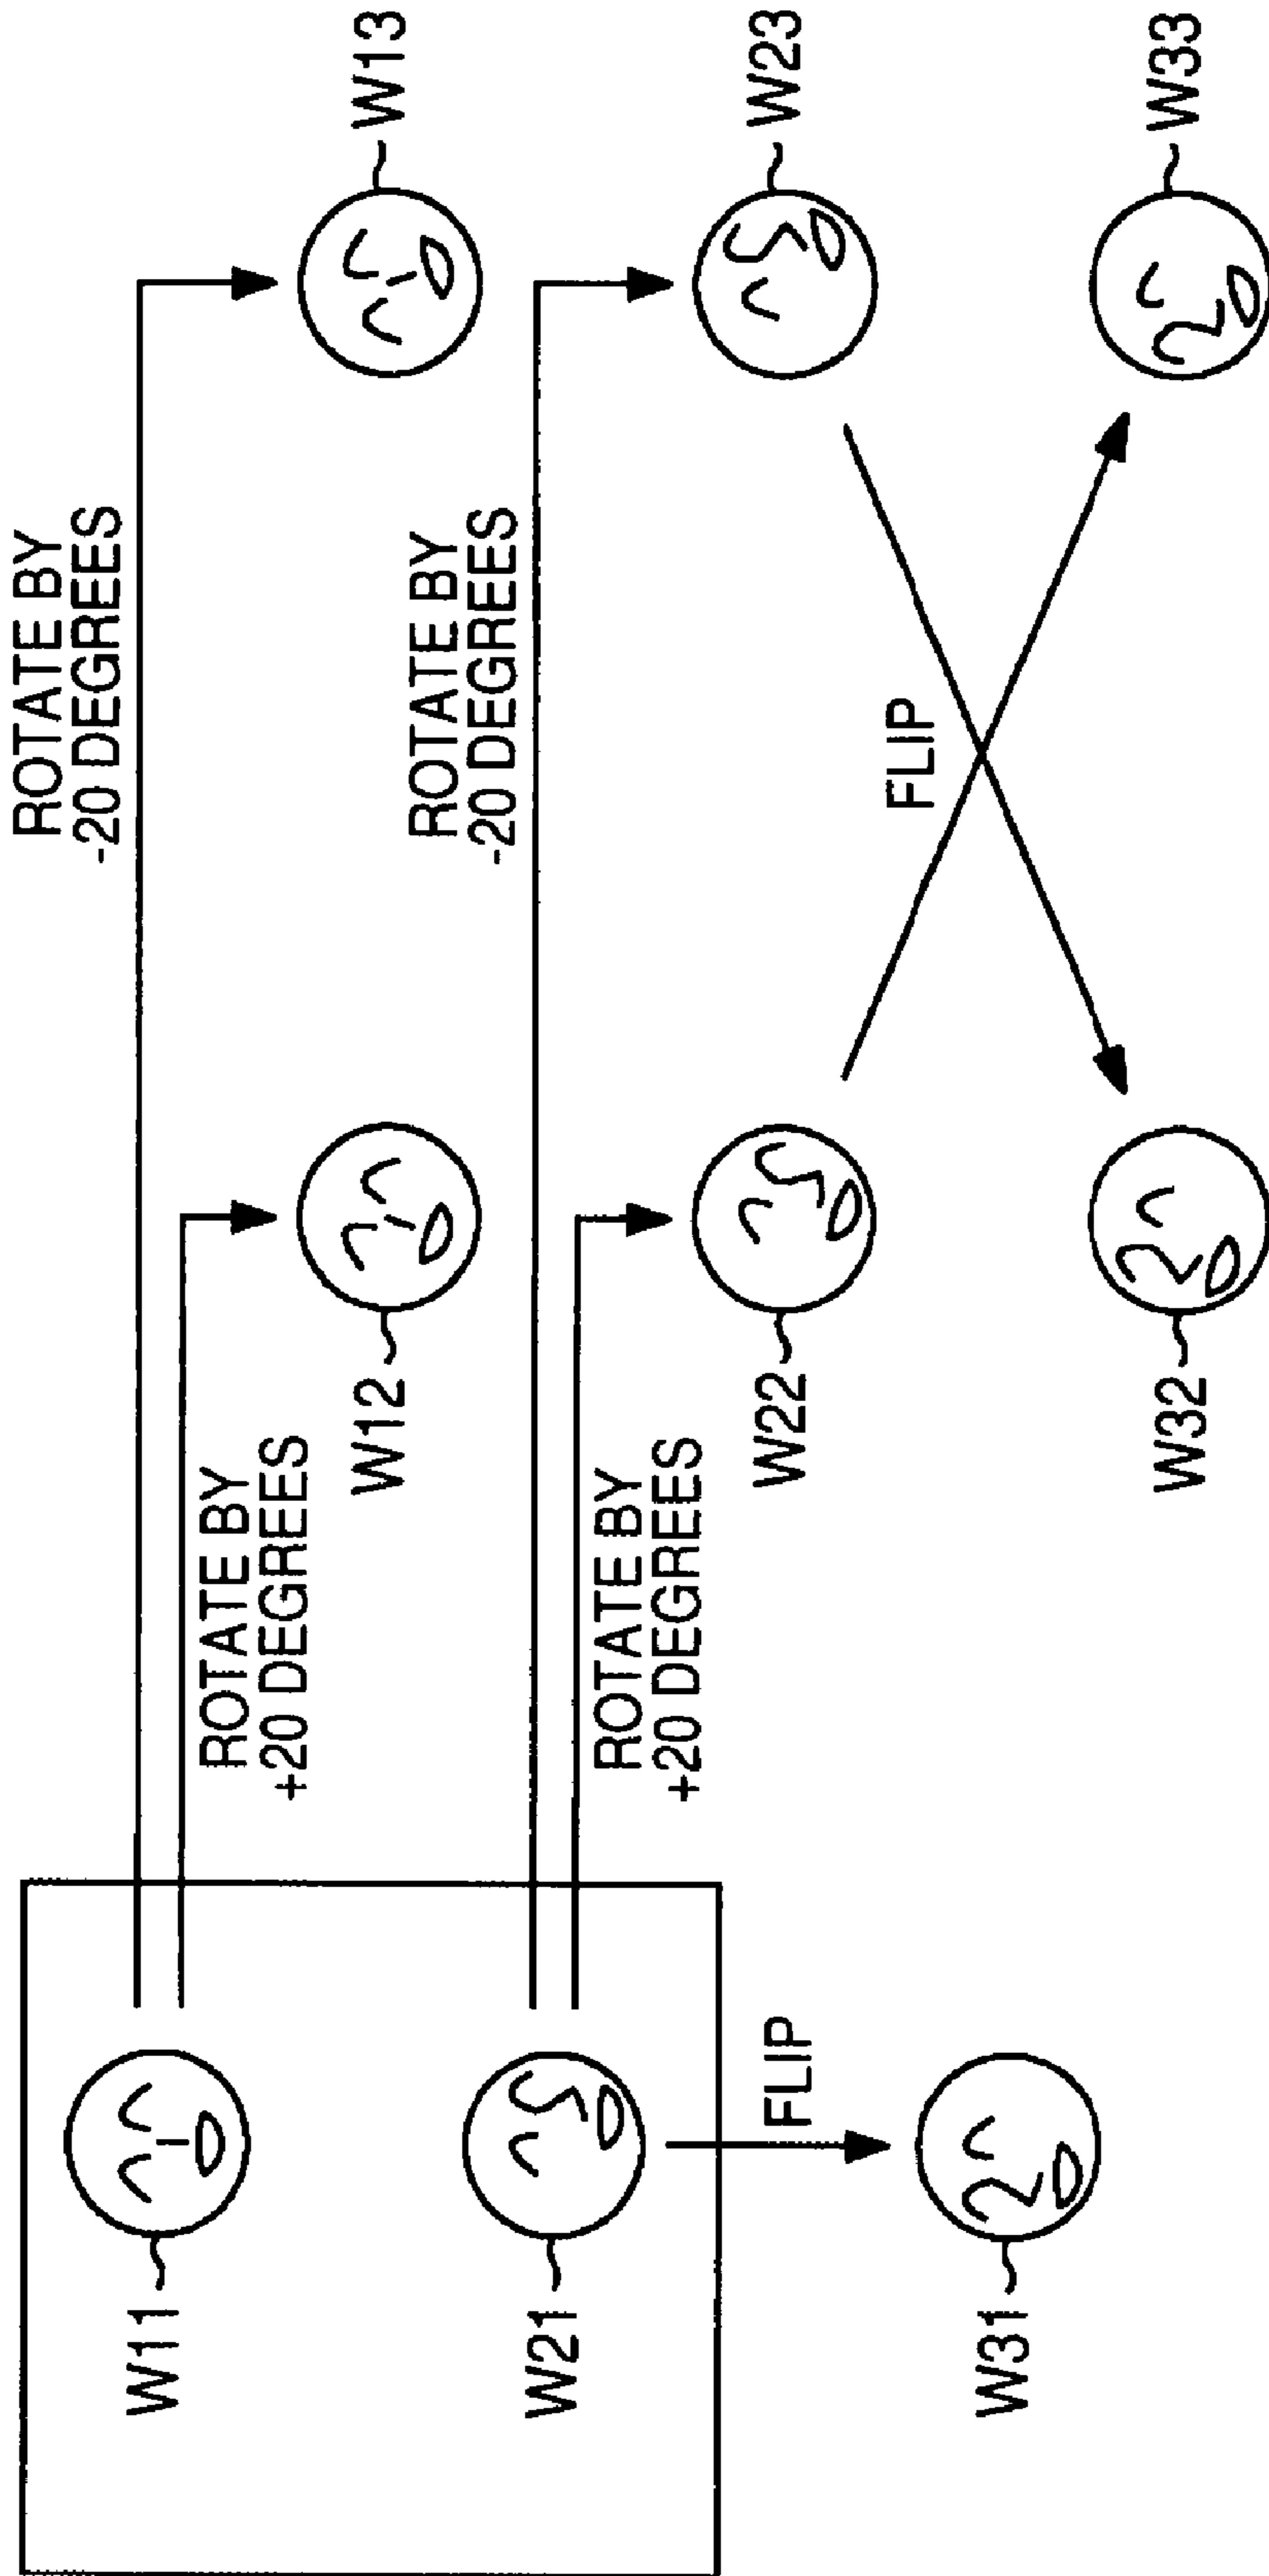 ROTATE BY
-20 DEGREES
W11
ROTATE BY
+20 DEGREES
W12
W13
ROTATE BY
-20 DEGREES
W21
ROTATE BY
+20 DEGREES
W22
W23
FLIP
FLIP
W31
W32
W33